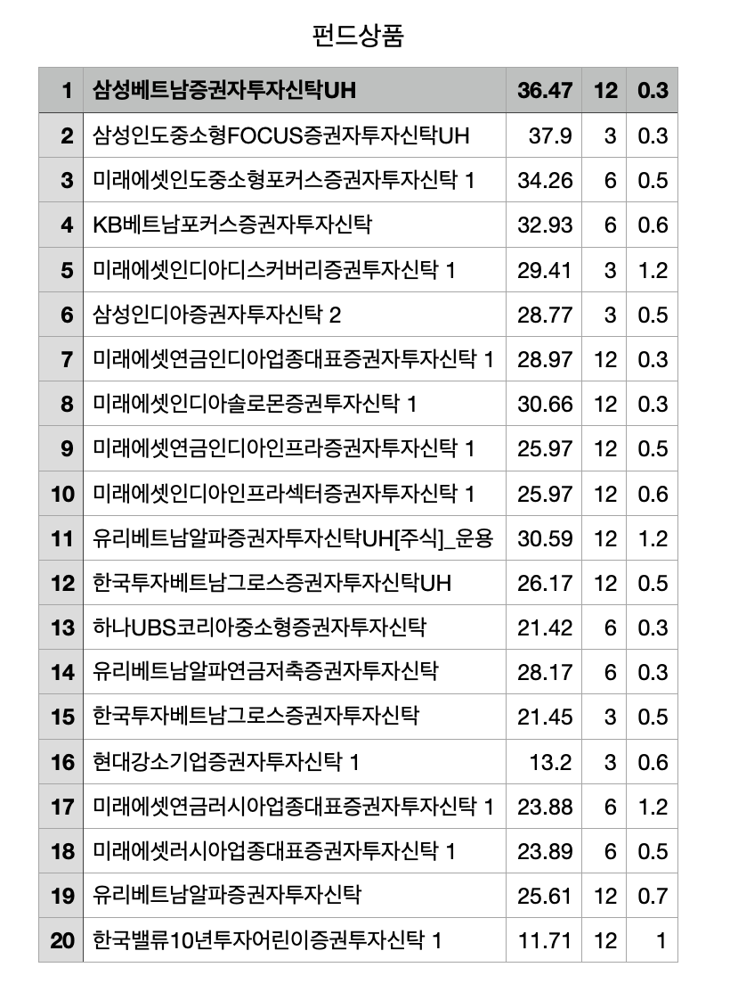 펀드상품
1 삼성베트남증권자투자신탁UH 36.47 12 0.3
2 삼성인도중소형FOCUS증권자투자신탁UH 37.9 3 0.3
3 미래에셋인도중소형포커스증권자투자신탁 1 34.26 6 0.5
4 KB베트남포커스증권자투자신탁 32.93 6 0.6
5 미래에셋인디아디스커버리증권투자신탁 1 29.41 3 1.2
6 삼성인디아증권자투자신탁 2 28.77 3 0.5
7 미래에셋연금인디아업종대표증권자투자신탁 1 28.97 12 0.3
8 미래에셋인디아솔로몬증권투자신탁 1 30.66 12 0.3
9 미래에셋연금인디아인프라증권자투자신탁 1 25.97 12 0.5
10 미래에셋인디아인프라섹터증권자투자신탁 1 25.97 12 0.6
11 유리베트남알파증권자투자신탁UH[주식]_운용 30.59 12 1.2
12 한국투자베트남그로스증권자투자신탁UH 26.17 12 0.5
13 하나UBS코리아중소형증권자투자신탁 21.42 6 0.3
14 유리베트남알파연금저축증권자투자신탁 28.17 6 0.3
15 한국투자베트남그로스증권자투자신탁 21.45 3 0.5
16 현대강소기업증권자투자신탁 1 13.2 3 0.6
17 미래에셋연금러시아업종대표증권자투자신탁 1 23.88 6 1.2
18 미래에셋러시아업종대표증권자투자신탁 1 23.89 6 0.5
19 유리베트남알파증권자투자신탁 25.61 12 0.7
20 한국밸류10년투자어린이증권투자신탁 1 11.71 12 1